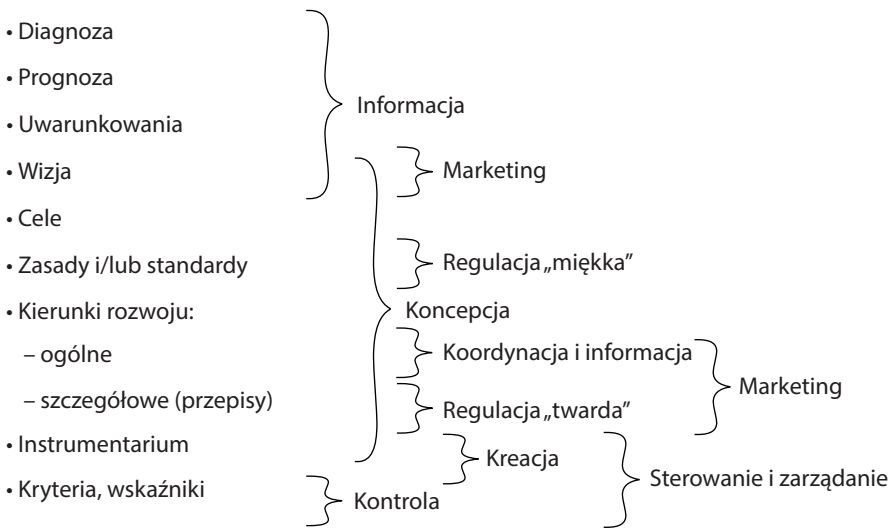 • Diagnoza
• Prognoza
Informacja
• Uwarunkowania
• Wizja
Marketing
• Cele
• Zasady i/lub standardy
Regulacja „miękka”
• Kierunki rozwoju:
Koncepcja
– ogólne
Koordynacja i informacja
Marketing
– szczegółowe (przepisy)
Regulacja „twarda”
• Instrumentarium
Kreacja
Sterowanie i zarządanie
• Kryteria, wskaźniki
Kontrola